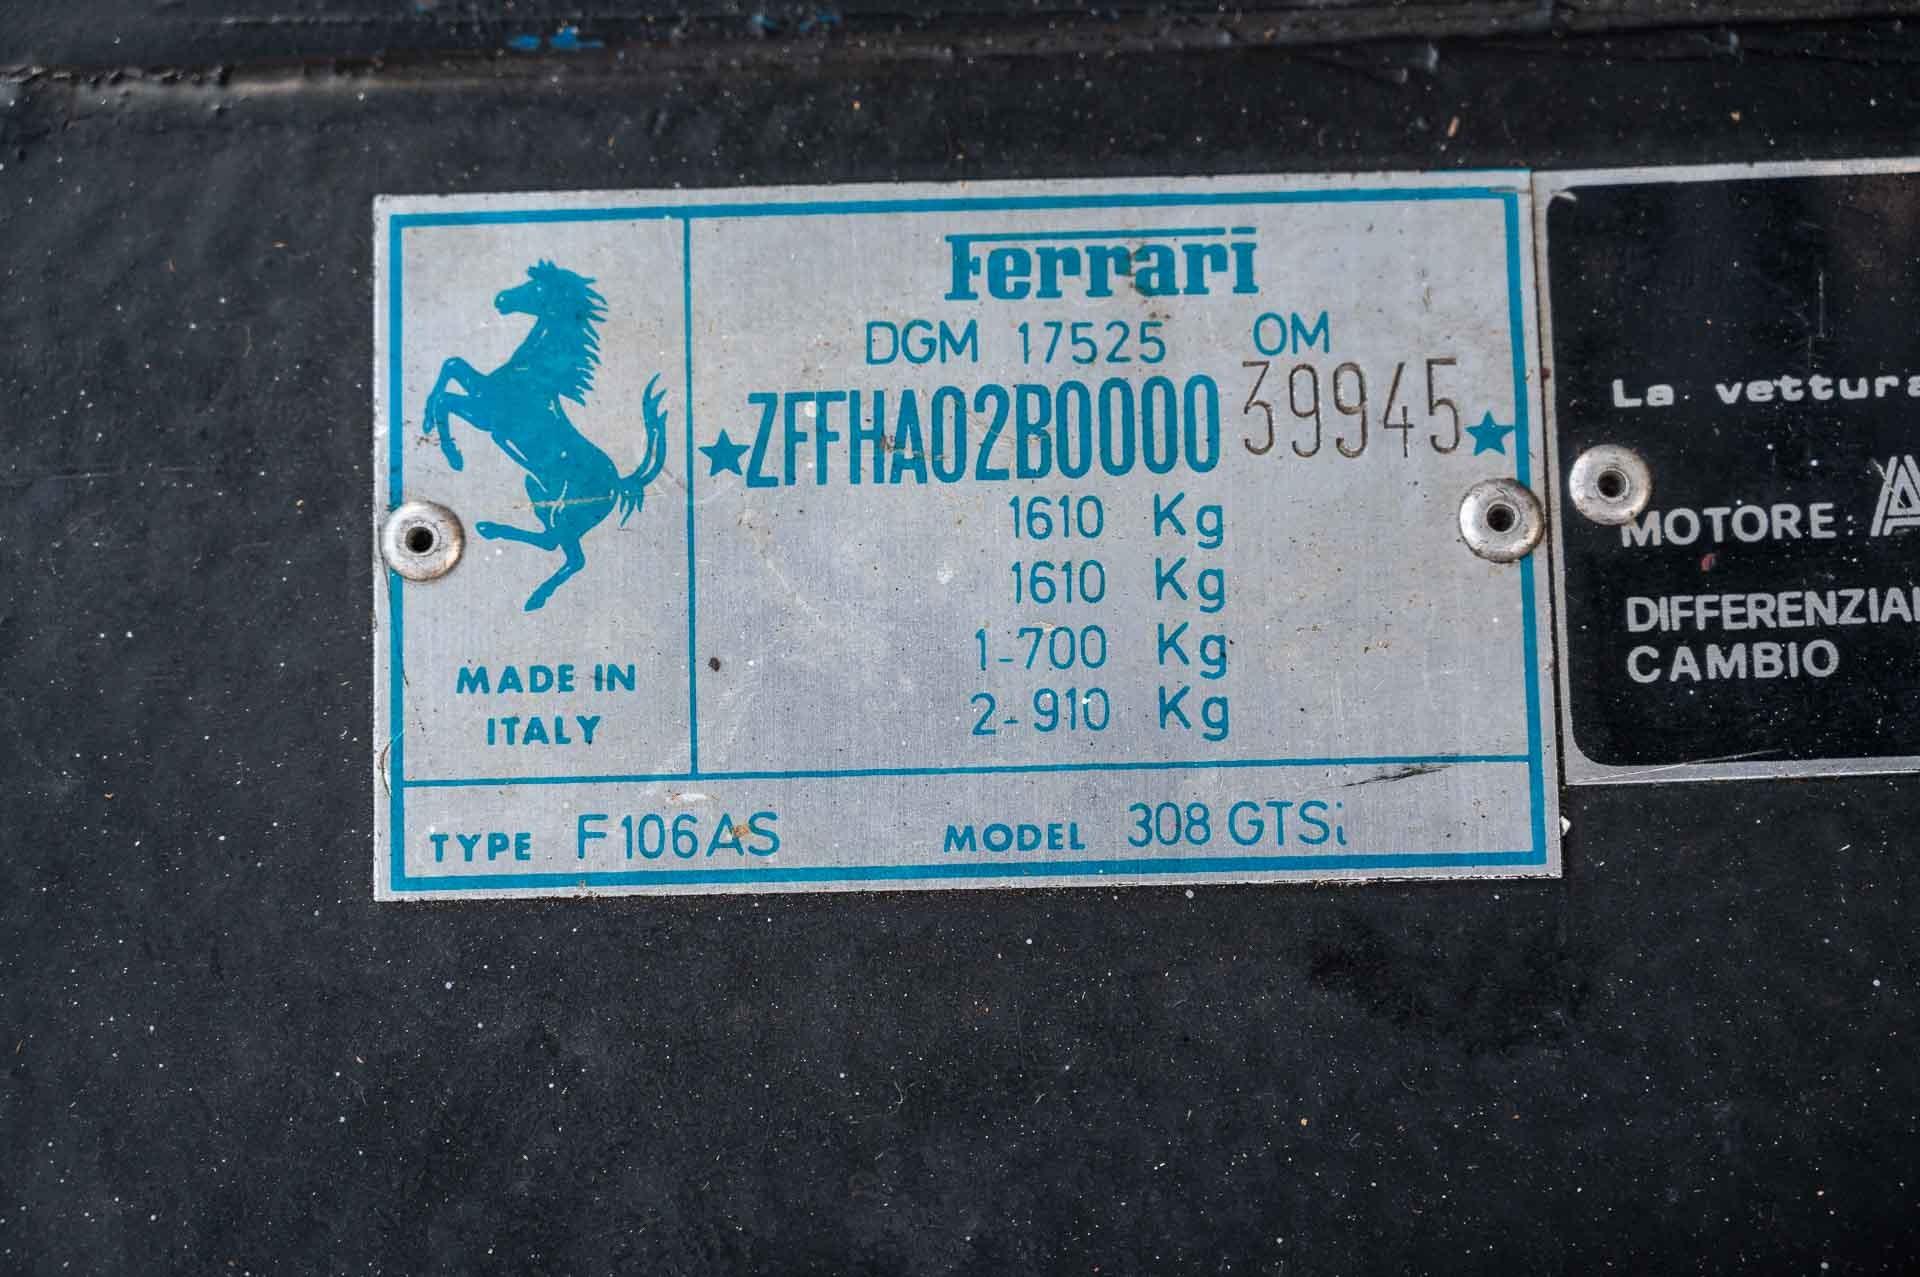 Ferrari
DGM 17525 OM
★ZFFHA02B0000 39945★
1610 Kg
1610 Kg
1-700 Kg
2-910 Kg
MADE IN
ITALY
TYPE F106AS MODEL 308 GTSi
La vettura
MOTORE:
CAMBIO